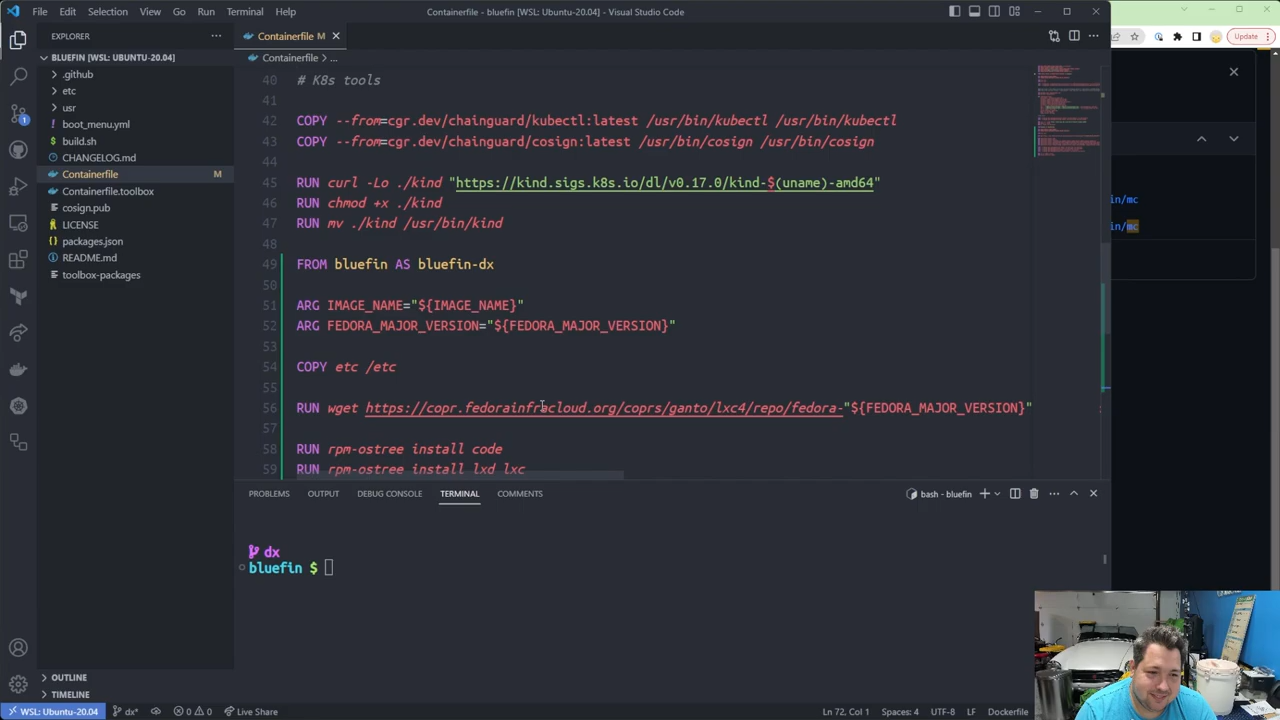 File Edit Selection View Go Run Terminal Help
Containerfile - bluefin [WSL: Ubuntu-20.04] - Visual Studio Code
Update
EXPLORER
Containerfile M
BLUEFIN [WSL: UBUNTU-20.04]
Containerfile > ...
.github
etc
usr
boot_menu.yml
build.sh
CHANGELOG.md
Containerfile M
Containerfile.toolbox
cosign.pub
LICENSE
packages.json
README.md
toolbox-packages
40 # K8s tools
41
42 COPY --from=cgr.dev/chainguard/kubectl:latest /usr/bin/kubectl /usr/bin/kubectl
43 COPY --from=cgr.dev/chainguard/cosign:latest /usr/bin/cosign /usr/bin/cosign
44
45 RUN curl -Lo ./kind "https://kind.sigs.k8s.io/dl/v0.17.0/kind-$(uname)-amd64"
46 RUN chmod +x ./kind
47 RUN mv ./kind /usr/bin/kind
48
49 FROM bluefin AS bluefin-dx
50
51 ARG IMAGE_NAME="${IMAGE_NAME}"
52 ARG FEDORA_MAJOR_VERSION="${FEDORA_MAJOR_VERSION}"
53
54 COPY etc /etc
55
56 RUN wget https://copr.fedorainfracloud.org/coprs/ganto/lxc4/repo/fedora-"${FEDORA_MAJOR_VERSION}"
57
58 RUN rpm-ostree install code
59 RUN rpm-ostree install lxd lxc
in/mc
in/mc
PROBLEMS OUTPUT DEBUG CONSOLE TERMINAL COMMENTS
bash - bluefin
dx
bluefin $
OUTLINE
TIMELINE
WSL: Ubuntu-20.04 dx* 0 0 Live Share
Ln 72, Col 1 Spaces: 4 UTF-8 LF Dockerfile